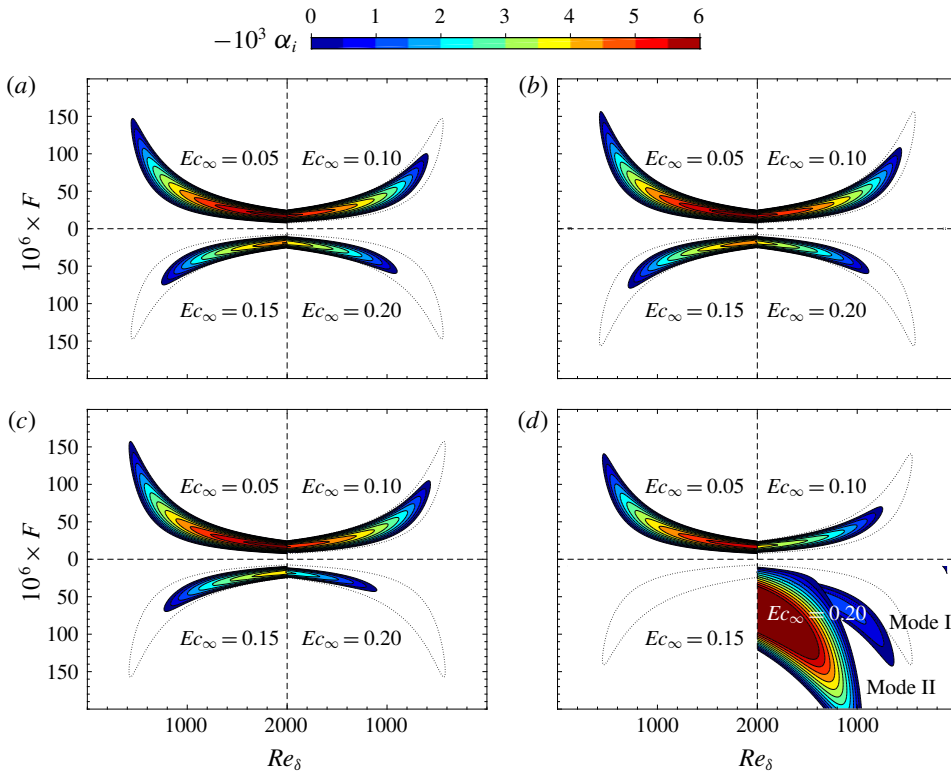 0 1 2 3 4 5 6
−10³ α_i
(a) (b)
150 100 50 0 50 100 150
10⁶ × F
Ec∞ = 0.05 Ec∞ = 0.10
Ec∞ = 0.15 Ec∞ = 0.20
Ec∞ = 0.05 Ec∞ = 0.10
Ec∞ = 0.15 Ec∞ = 0.20
(c) (d)
150 100 50 0 50 100 150
10⁶ × F
Ec∞ = 0.05 Ec∞ = 0.10
Ec∞ = 0.15 Ec∞ = 0.20
Ec∞ = 0.05 Ec∞ = 0.10
Ec∞ = 0.15 Ec∞ = 0.20
Mode I
Mode II
1000 2000 1000 1000 2000 1000
Re_δ Re_δ